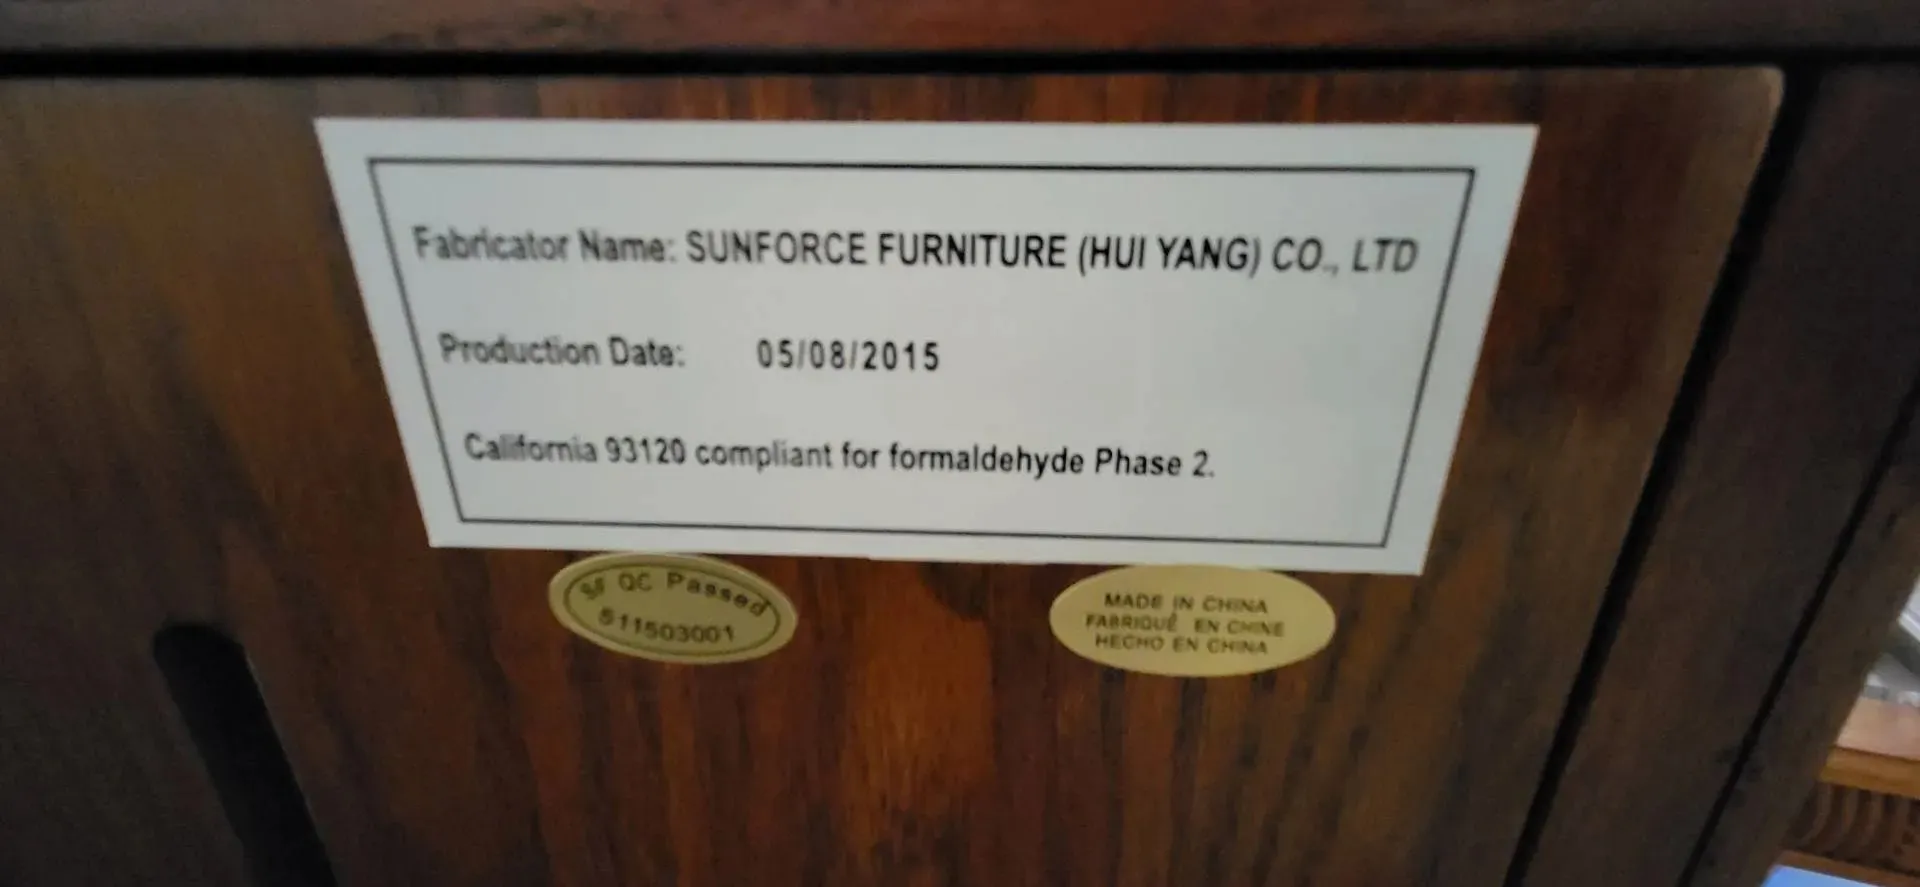 Fabricator Name: SUNFORCE FURNITURE (HUI YANG) CO., LTD
Production Date: 05/08/2015
California 93120 compliant for formaldehyde Phase 2.
SF QC Passed
511503001
MADE IN CHINA
FABRIQUÉ EN CHINE
HECHO EN CHINA